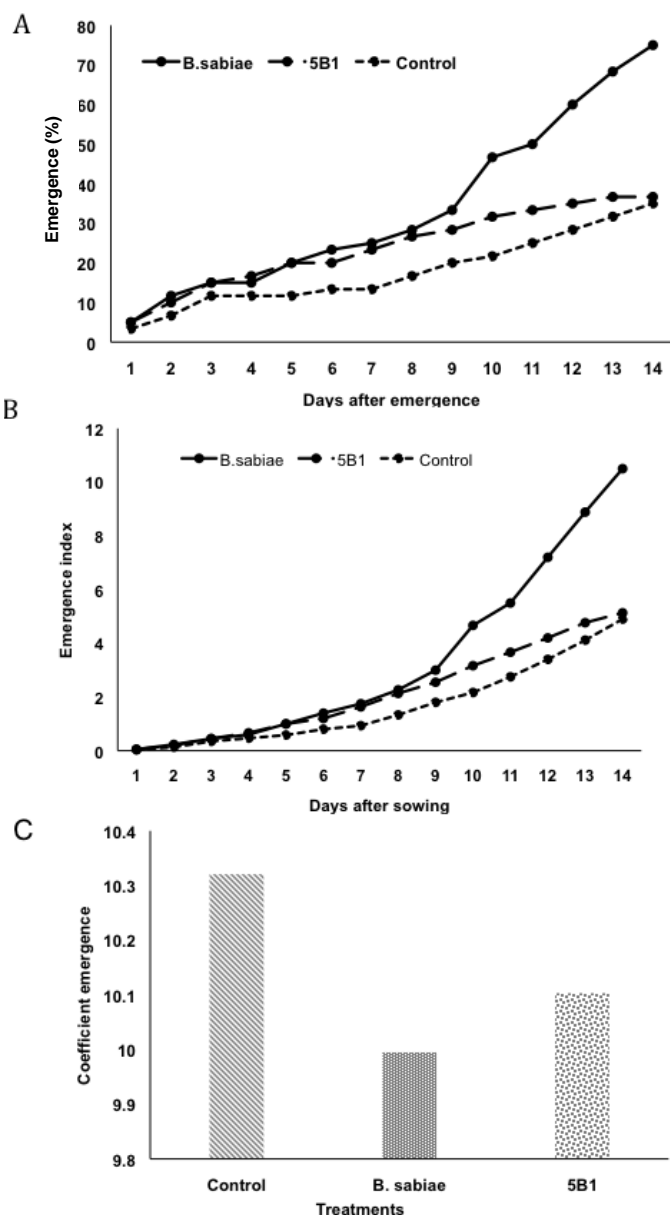 A
80
70
60
50
40
30
20
10
0
Emergence (%)
B.sabiae ·5B1 Control
1 2 3 4 5 6 7 8 9 10 11 12 13 14
Days after emergence
B
12
10
8
6
4
2
0
Emergence index
B.sabiae ·5B1 Control
1 2 3 4 5 6 7 8 9 10 11 12 13 14
Days after sowing
C
10.4
10.3
10.2
10.1
10
9.9
9.8
Coefficient emergence
Control B. sabiae 5B1
Treatments